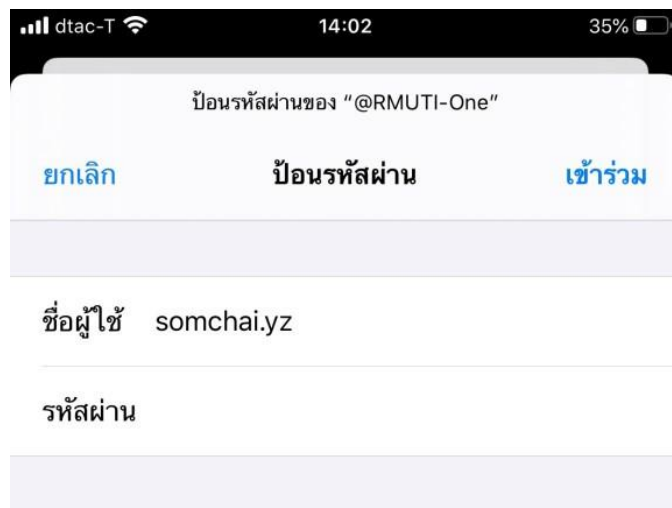 dtac-T 14:02 35%
ป้อนรหัสผ่านของ “@RMUTI-One”
ยกเลิก ป้อนรหัสผ่าน เข้าร่วม
ชื่อผู้ใช้ somchai.yz
รหัสผ่าน